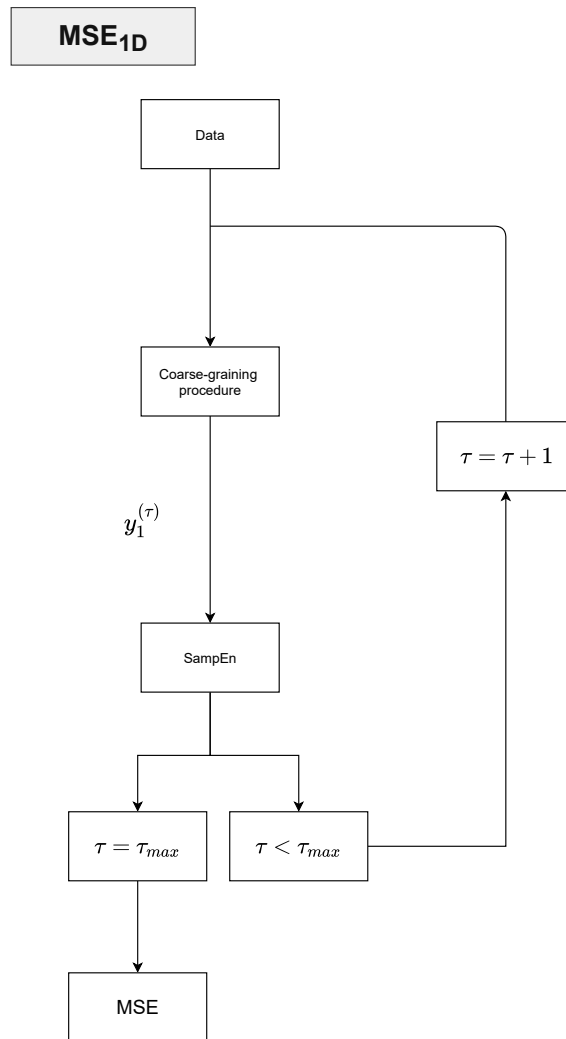 MSE₁D
Data
Coarse-graining
procedure
τ = τ + 1
y₁^(τ)
SampEn
τ = τₘₐₓ
τ < τₘₐₓ
MSE